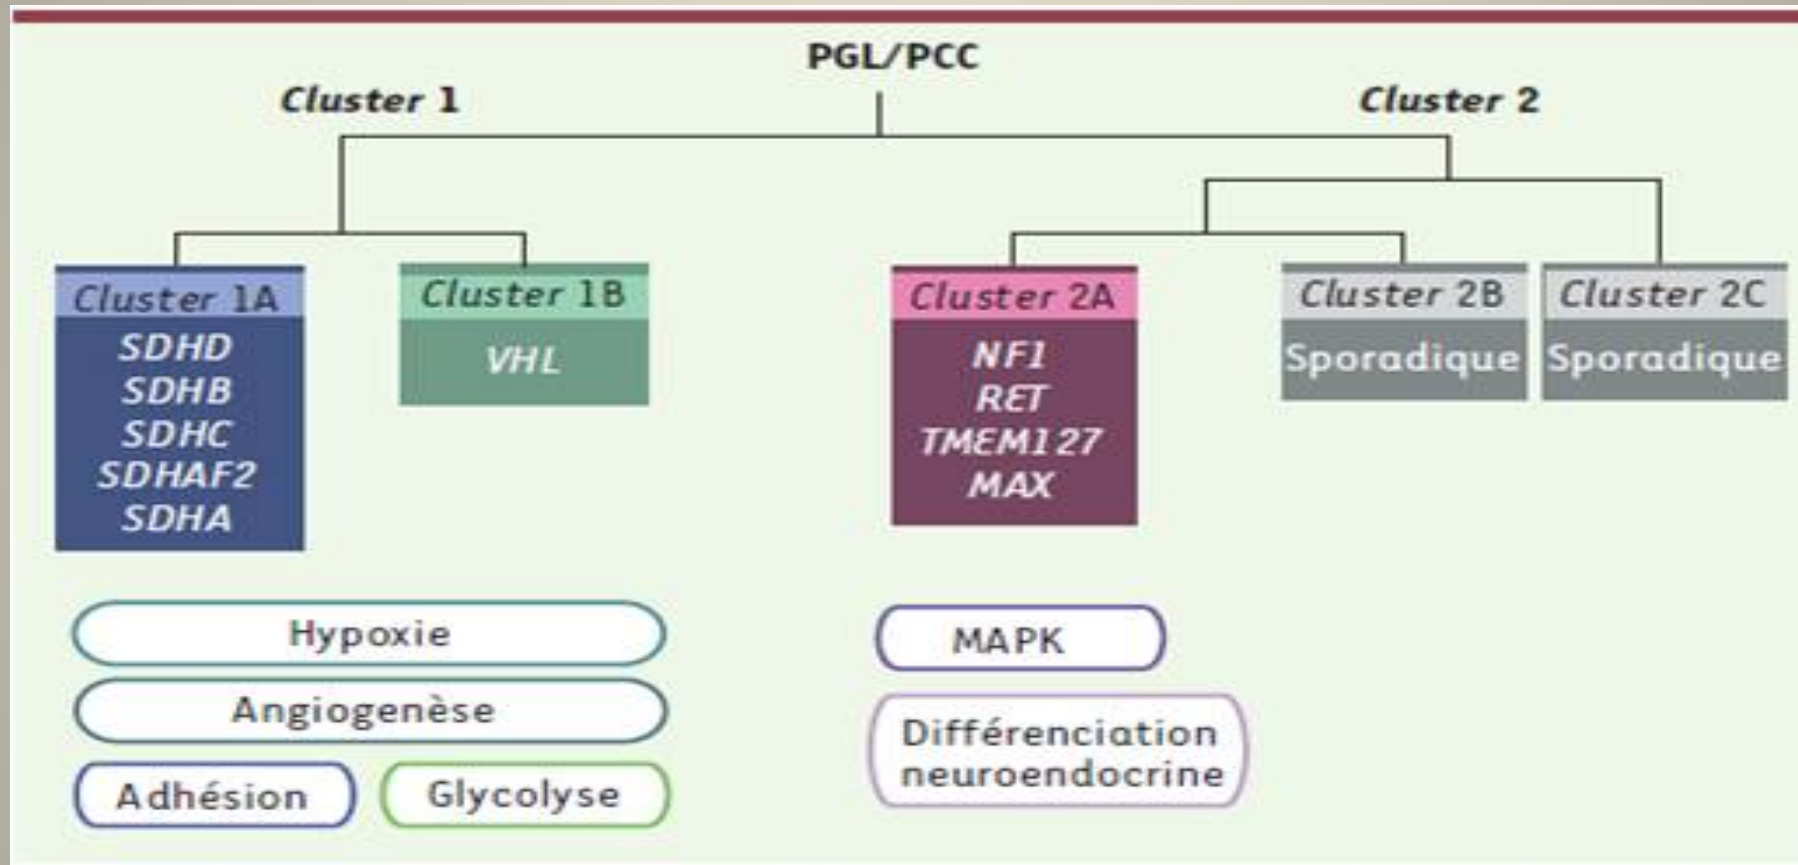 PGL/PCC
Cluster 1
Cluster 2
Cluster 1A
SDHD
SDHB
SDHC
SDHAF2
SDHA
Cluster 1B
VHL
Cluster 2A
NF1
RET
TMEM127
MAX
Cluster 2B
Sporadique
Cluster 2C
Sporadique
Hypoxie
Angiogenèse
Adhésion
Glycolyse
MAPK
Différenciation
neuroendocrine